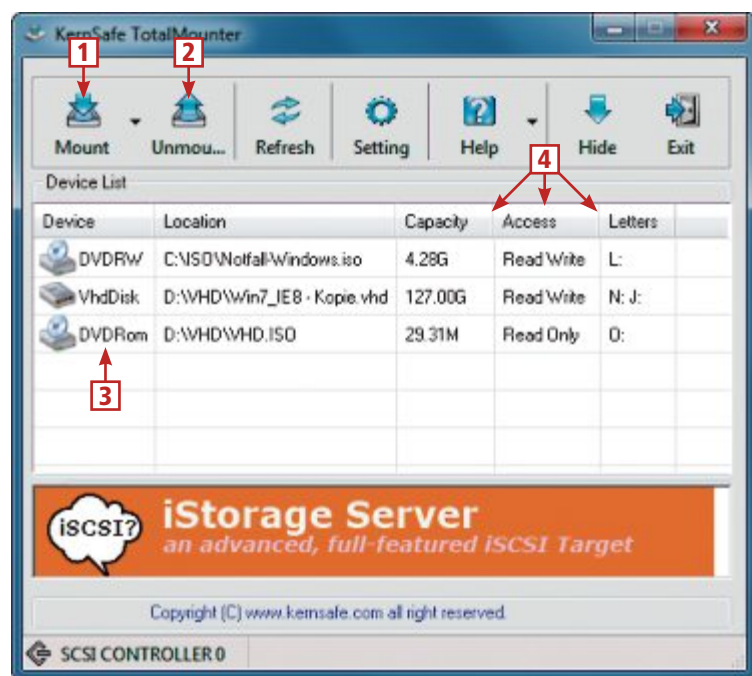 KernSafe TotalMounter
1 2
Mount Unmou... Refresh Setting Help Hide Exit
4
Device List
Device Location Capacity Access Letters
DVDRW C:\ISO\Notfall-Windows.iso 4.28G Read Write L:
VhdDisk D:\VHD\Win7_IE8 - Kopie.vhd 127.00G Read Write N: J:
DVDRom D:\VHD\VHD.ISO 29.31M Read Only O:
3
iSCSI?
iStorage Server
an advanced, full-featured iSCSI Target
Copyright (C) www.kernsafe.com all right reserved.
SCSI CONTROLLER 0